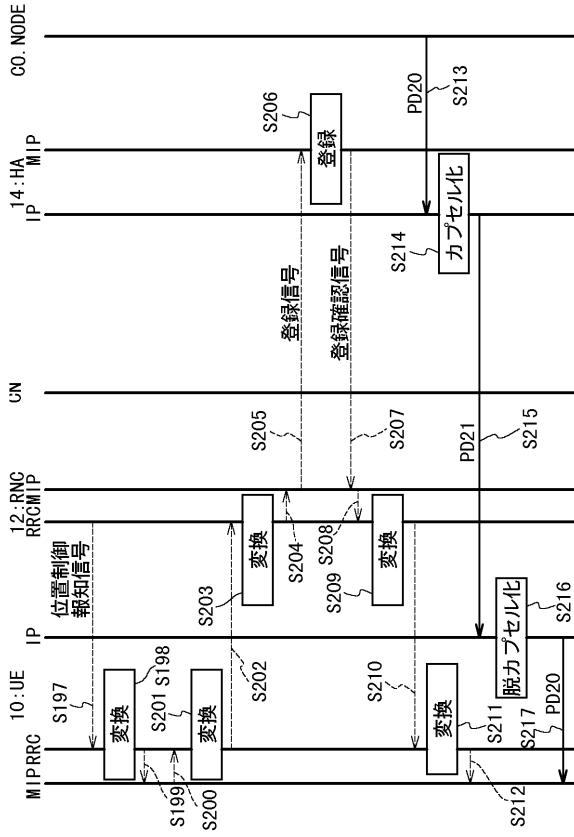 10:UE
12:RNC
CN
14:HA
CO.NODE
MIP
RRC
IP
RRC
MIP
IP
MIP
位置制御
報知信号
S197
変換
S198
S199
S200
変換
S201
S202
変換
S203
S204
登録信号
S205
登録
S206
登録確認信号
S207
S208
変換
S209
S210
変換
S211
S212
PD20
S213
カプセル化
S214
PD21
S215
脱カプセル化
S216
PD20
S217